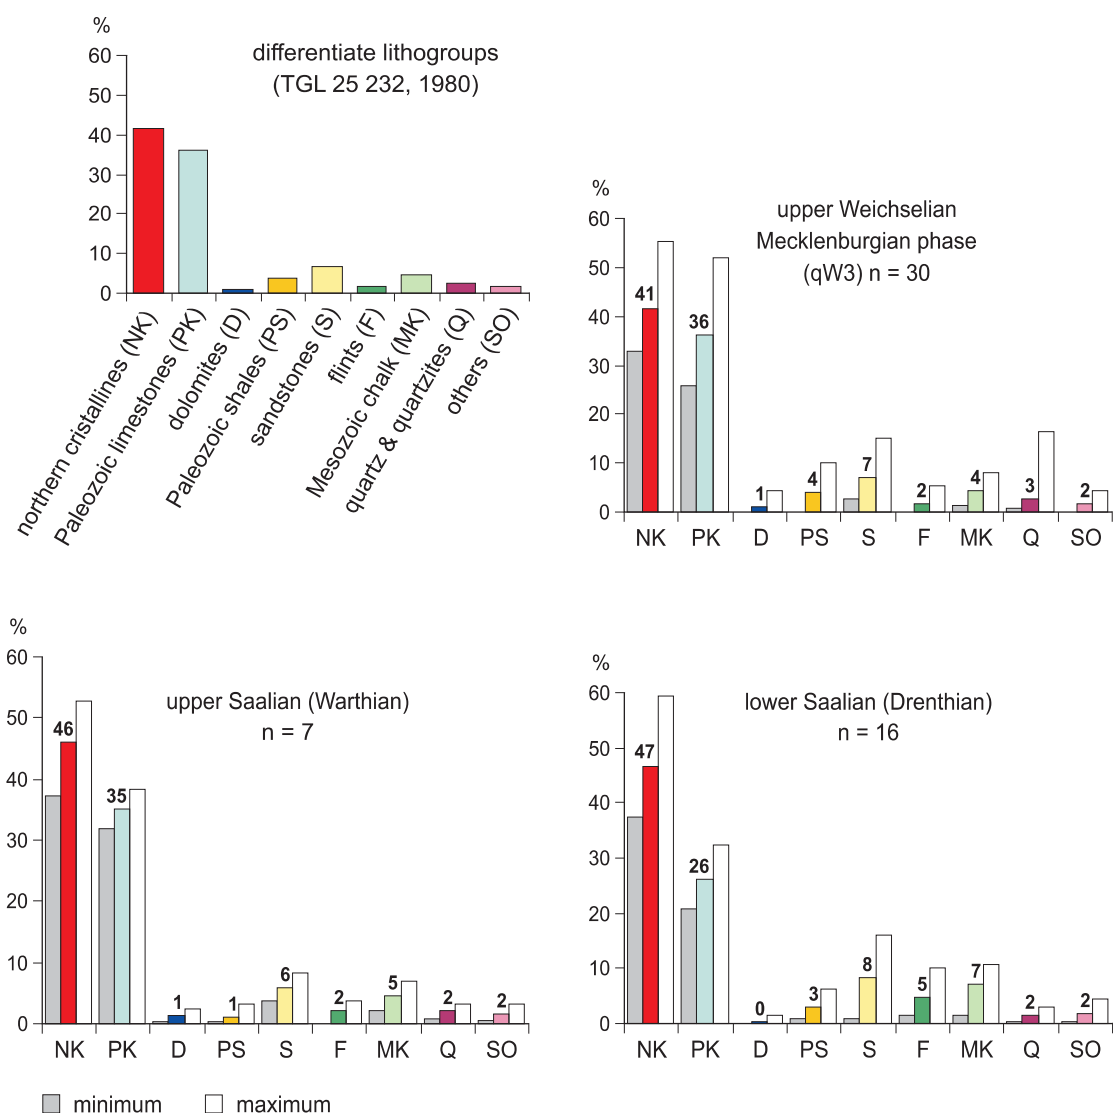 %
differentiate lithogroups
(TGL 25 232, 1980)
60
50
40
30
20
10
0
northern cristallines (NK)
Paleozoic limestones (PK)
dolomites (D)
Paleozoic shales (PS)
sandstones (S)
flints (F)
Mesozoic chalk (MK)
quartz & quartzites (Q)
others (SO)
%
upper Weichselian
Mecklenburgian phase
(qW3) n = 30
60
50
40
30
20
10
0
41
36
1
4
7
2
4
3
2
NK PK D PS S F MK Q SO
%
upper Saalian (Warthian)
n = 7
60
50
40
30
20
10
0
46
35
1
1
6
2
5
2
2
NK PK D PS S F MK Q SO
%
lower Saalian (Drenthian)
n = 16
60
50
40
30
20
10
0
47
26
0
3
8
5
7
2
2
NK PK D PS S F MK Q SO
minimum maximum